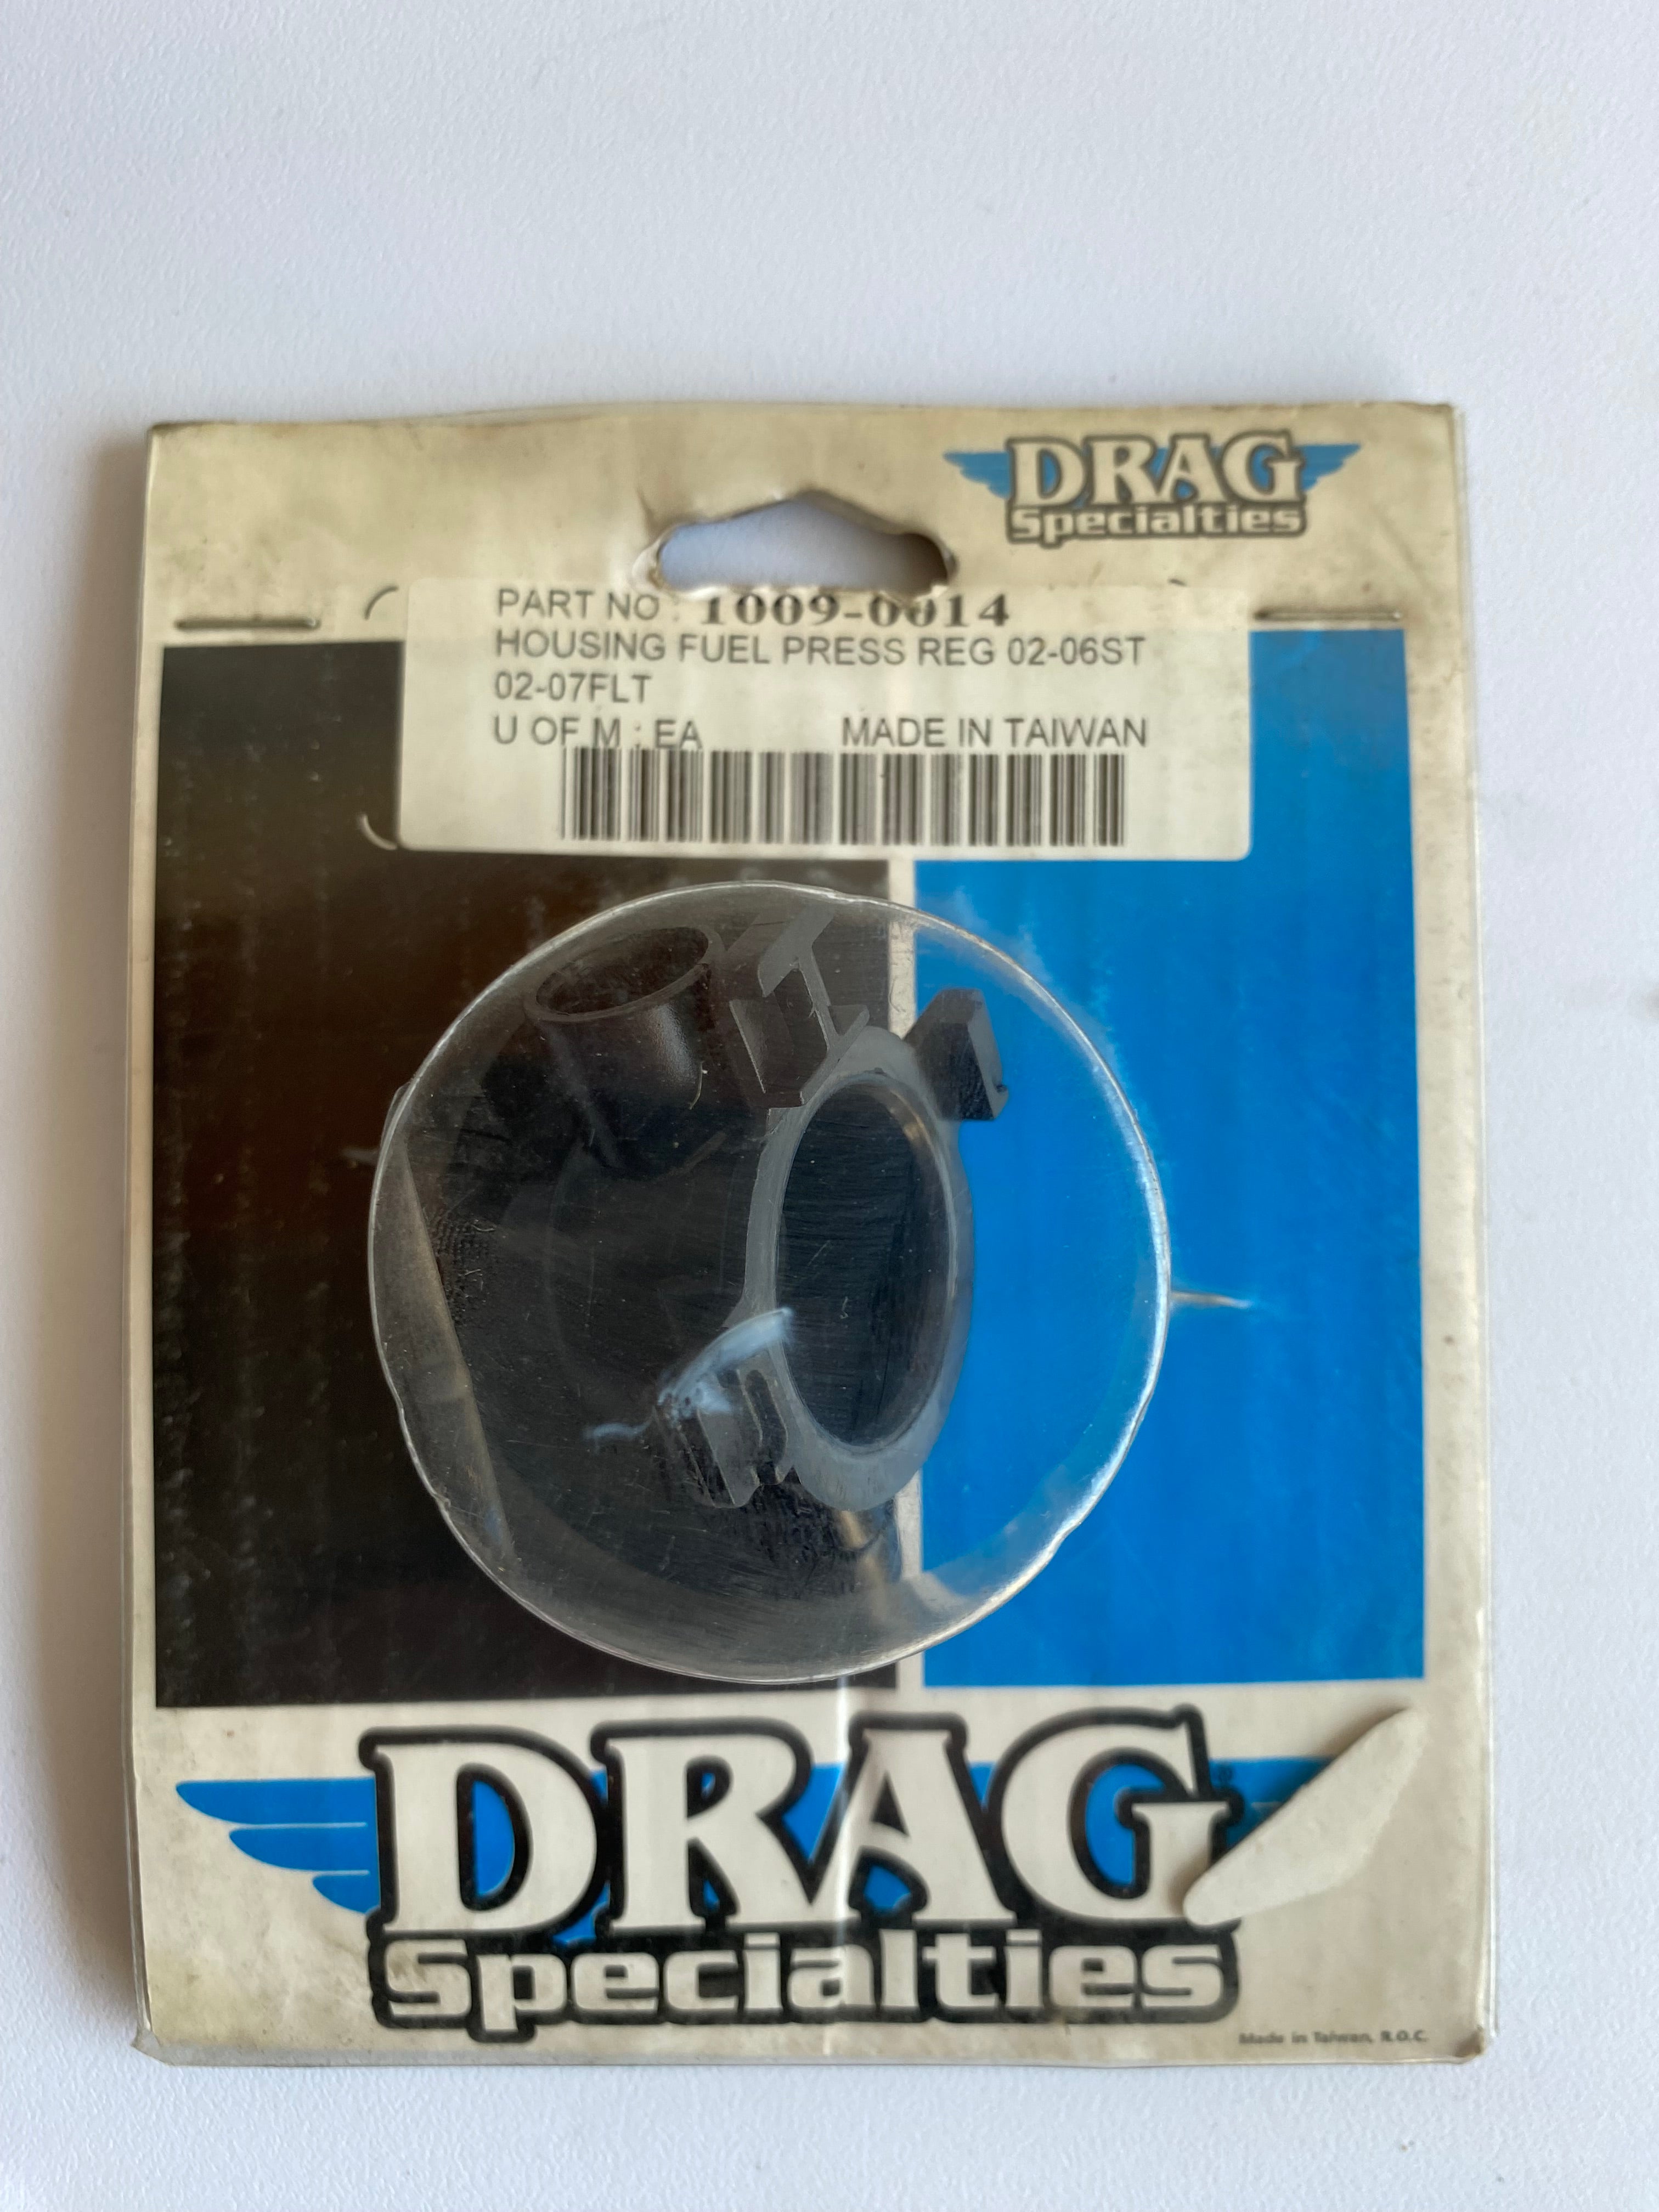 DRAG
Specialties
PART NO : 1009-0014
HOUSING FUEL PRESS REG 02-06ST
02-07FLT
U OF M : EA MADE IN TAIWAN
DRAG
Specialties
Made in Taiwan, R.O.C.